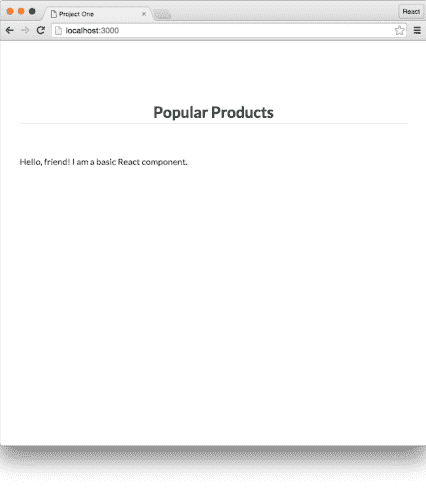 Project One
React
localhost:3000
Popular Products
Hello, friend! I am a basic React component.